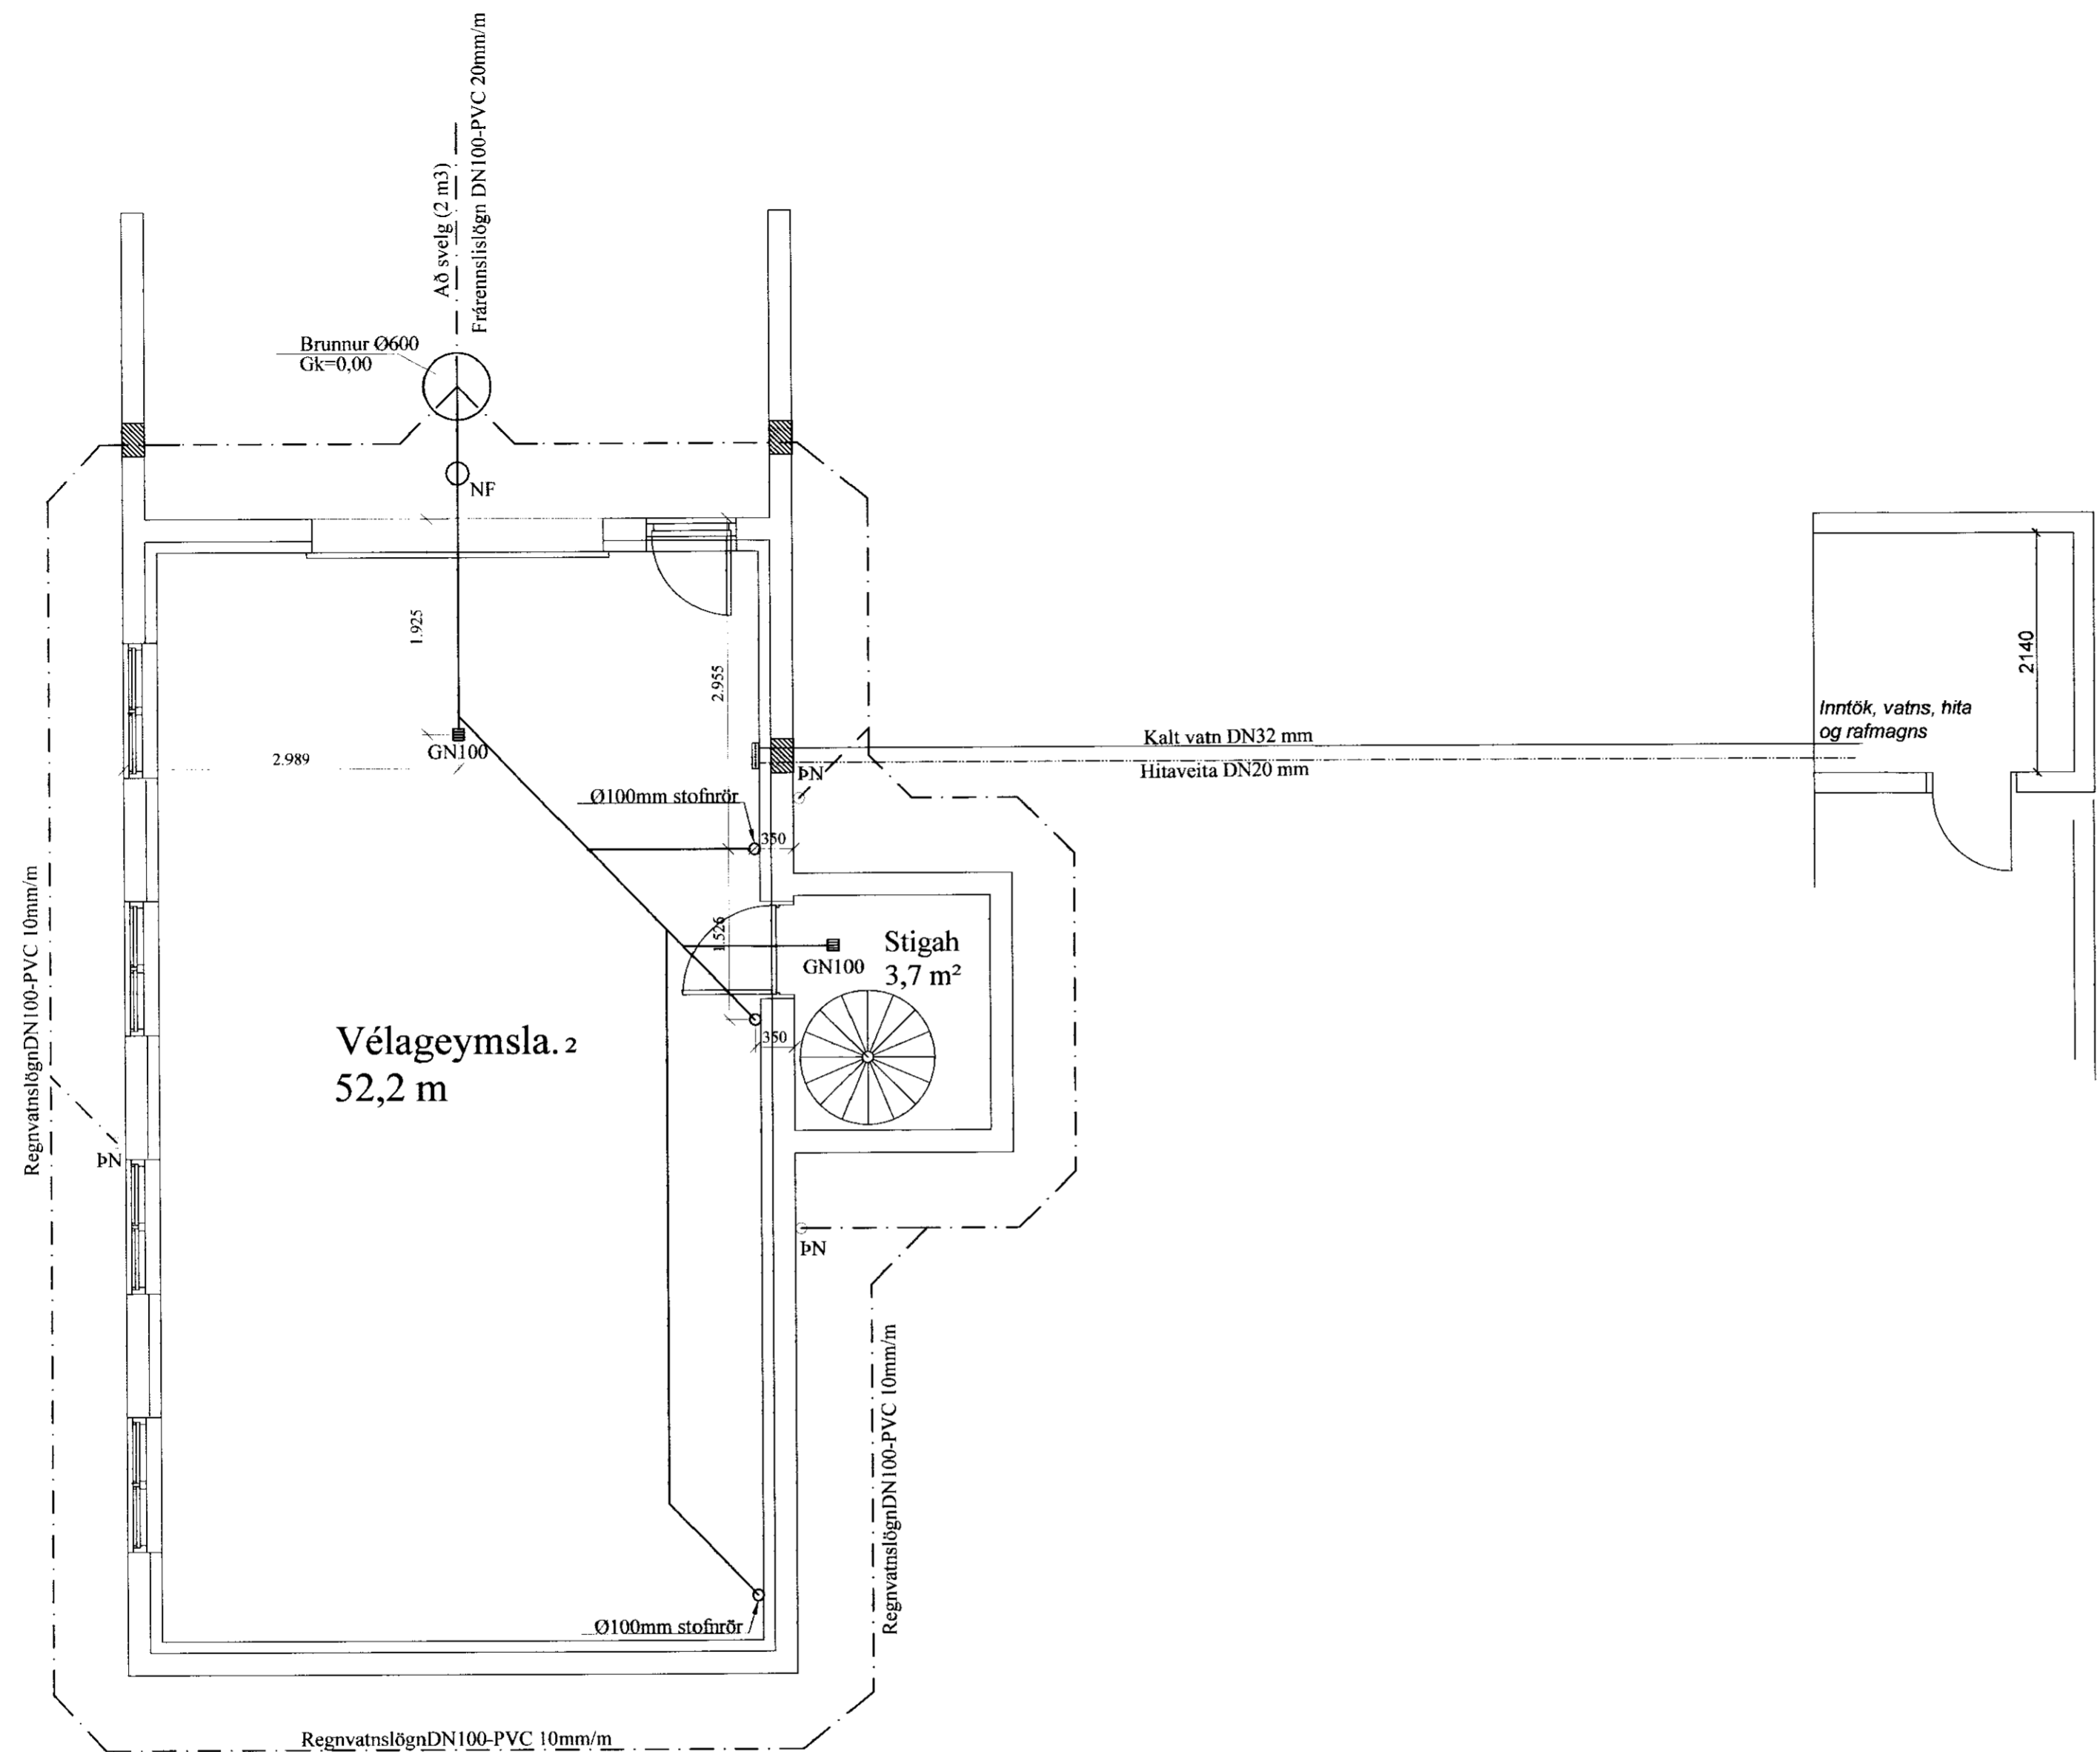 Að svelg (2 m3)
Frárennslislögn DN100-PVC 20mm/m
Brunnur Ø600
Gk=0,00
NF
1.925
2.955
2140
Inntök, vatns, hita
og rafmagns
Kalt vatn DN32 mm
Hitaveita DN20 mm
GN100
2.989
ÞN
Ø100mm stofnrör
350
1.526
Stigah
3,7 m²
GN100
350
Vélageymsla.2
52,2 m
RegnvatnslögnDN100-PVC 10mm/m
ÞN
ÞN
RegnvatnslögnDN100-PVC 10mm/m
Ø100mm stofnrör
RegnvatnslögnDN100-PVC 10mm/m